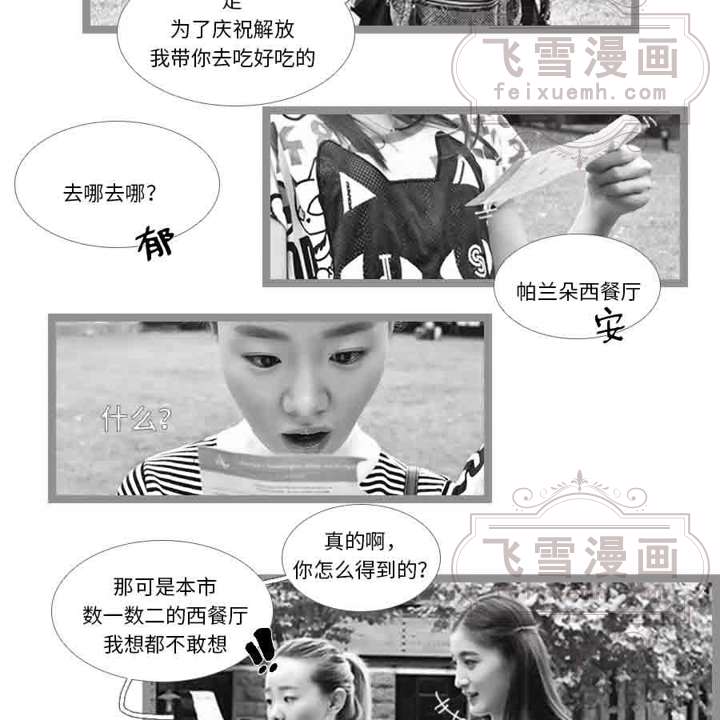 是
为了庆祝解放
我带你去吃好吃的
飞雪漫画
feixuemh.com
去哪去哪？
郁
帕兰朵西餐厅
安
什么？
真的啊，
你怎么得到的？
飞雪漫画
feixuemh.com
那可是本市
数一数二的西餐厅
我想都不敢想
!!